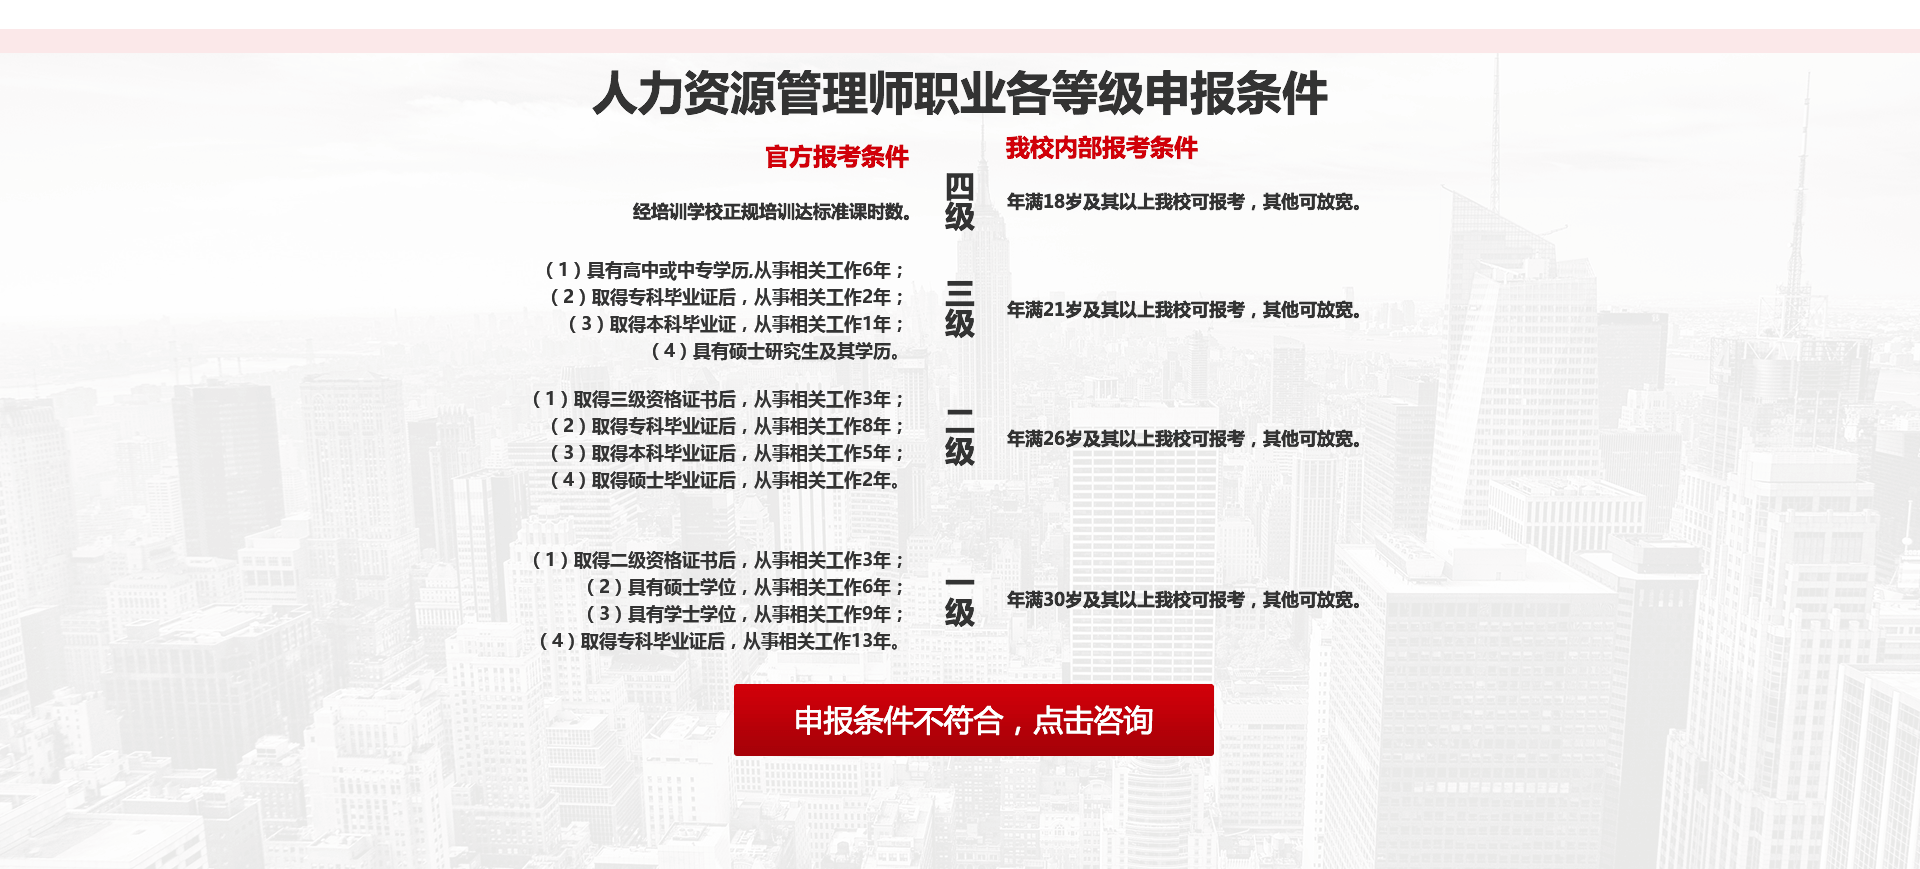 人力资源管理师职业各等级申报条件
官方报考条件
我校内部报考条件
四级
经培训学校正规培训达标准课时数。
年满18岁及其以上我校可报考，其他可放宽。
三级
（1）具有高中或中专学历,从事相关工作6年；
（2）取得专科毕业证后，从事相关工作2年；
（3）取得本科毕业证，从事相关工作1年；
（4）具有硕士研究生及其学历。
年满21岁及其以上我校可报考，其他可放宽。
二级
（1）取得三级资格证书后，从事相关工作3年；
（2）取得专科毕业证后，从事相关工作8年；
（3）取得本科毕业证后，从事相关工作5年；
（4）取得硕士毕业证后，从事相关工作2年。
年满26岁及其以上我校可报考，其他可放宽。
一级
（1）取得二级资格证书后，从事相关工作3年；
（2）具有硕士学位，从事相关工作6年；
（3）具有学士学位，从事相关工作9年；
（4）取得专科毕业证后，从事相关工作13年。
年满30岁及其以上我校可报考，其他可放宽。
申报条件不符合，点击咨询